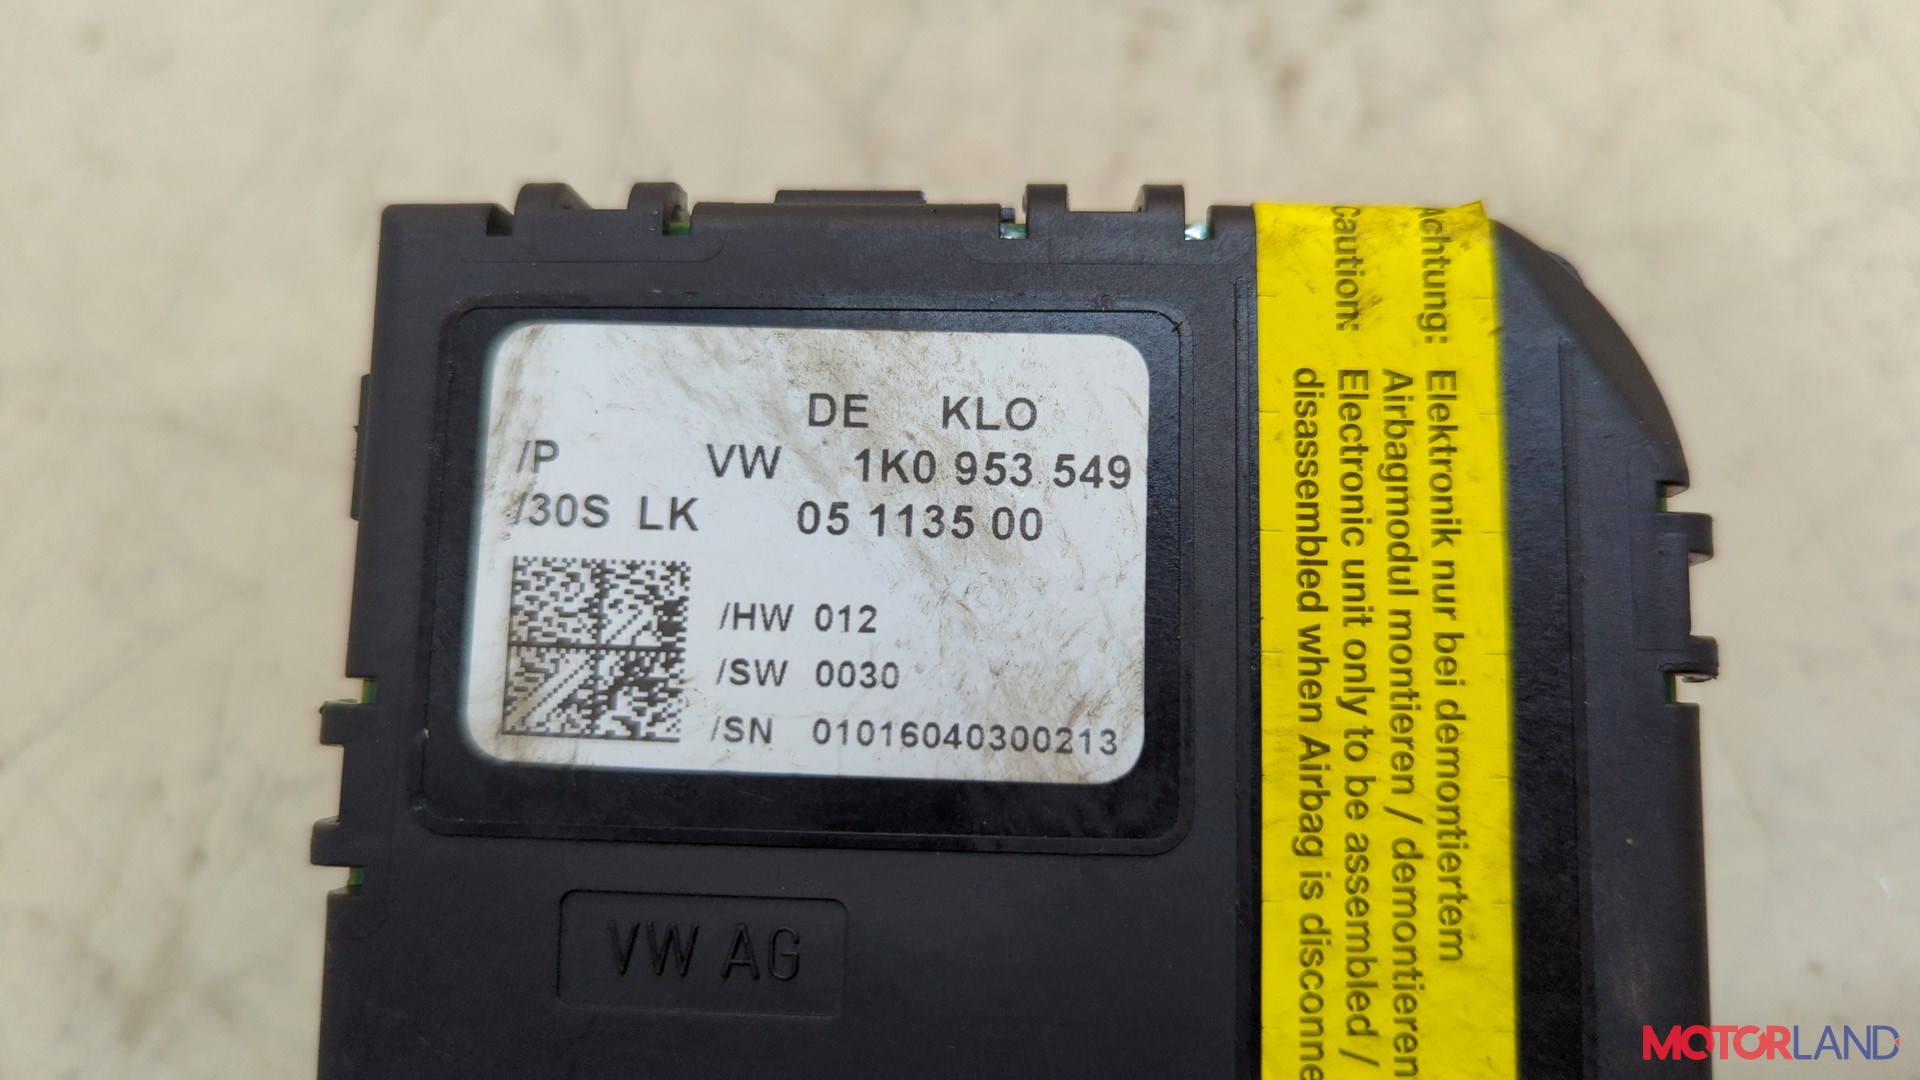 DE KLO
/P VW 1K0 953 549
/30S LK 05 1135 00
/HW 012
/SW 0030
/SN 01016040300213
VW AG
Achtung: Elektronik nur bei demontiertem
Airbagmodul montieren / demontieren
Caution: Electronic unit only to be assembled /
disassembled when Airbag is
MOTORLAND